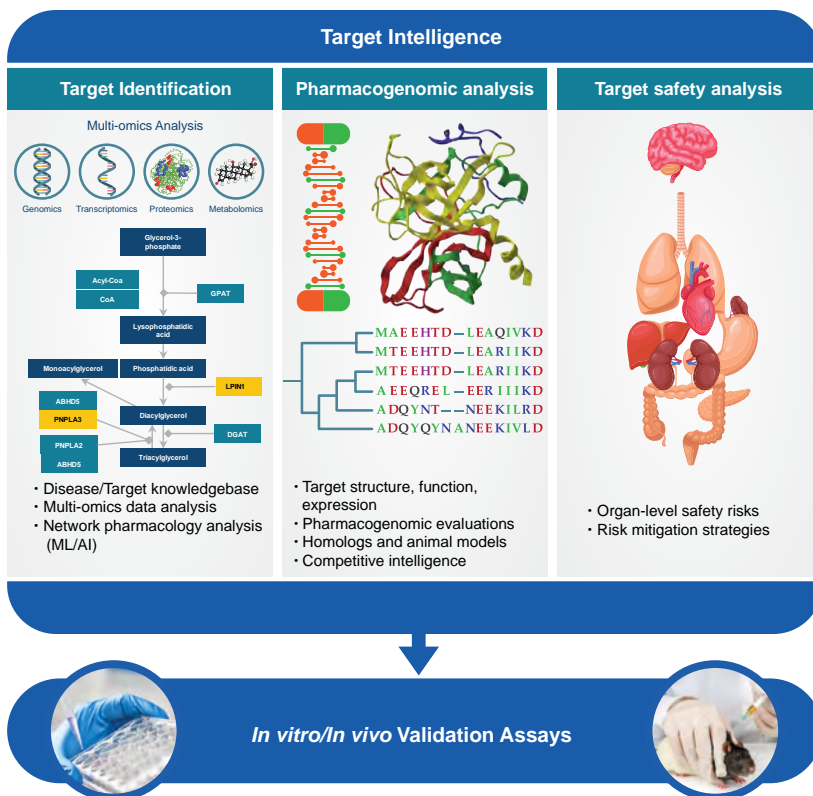 Target Intelligence
Target Identification
Multi-omics Analysis
Genomics
Transcriptomics
Proteomics
Metabolomics
Glycerol-3-
phosphate
Acyl-Coa
CoA
GPAT
Lysophosphatidic
acid
Monoacylglycerol
Phosphatidic acid
LPIN1
ABHD5
PNPLA3
Diacylglycerol
DGAT
PNPLA2
ABHD5
Triacylglycerol
· Disease/Target knowledgebase
· Multi-omics data analysis
· Network pharmacology analysis
(ML/AI)
Pharmacogenomic analysis
MAEEHTD–LEAQIVKD
MTEEHTD–LEARIIKD
MTEEHTD–LEARIIKD
AEEQREL–EERIIIKD
ADQYNT––NEEKILRD
ADQYQYNANEEKIVLD
· Target structure, function,
expression
· Pharmacogenomic evaluations
· Homologs and animal models
· Competitive intelligence
Target safety analysis
· Organ-level safety risks
· Risk mitigation strategies
In vitro/In vivo Validation Assays